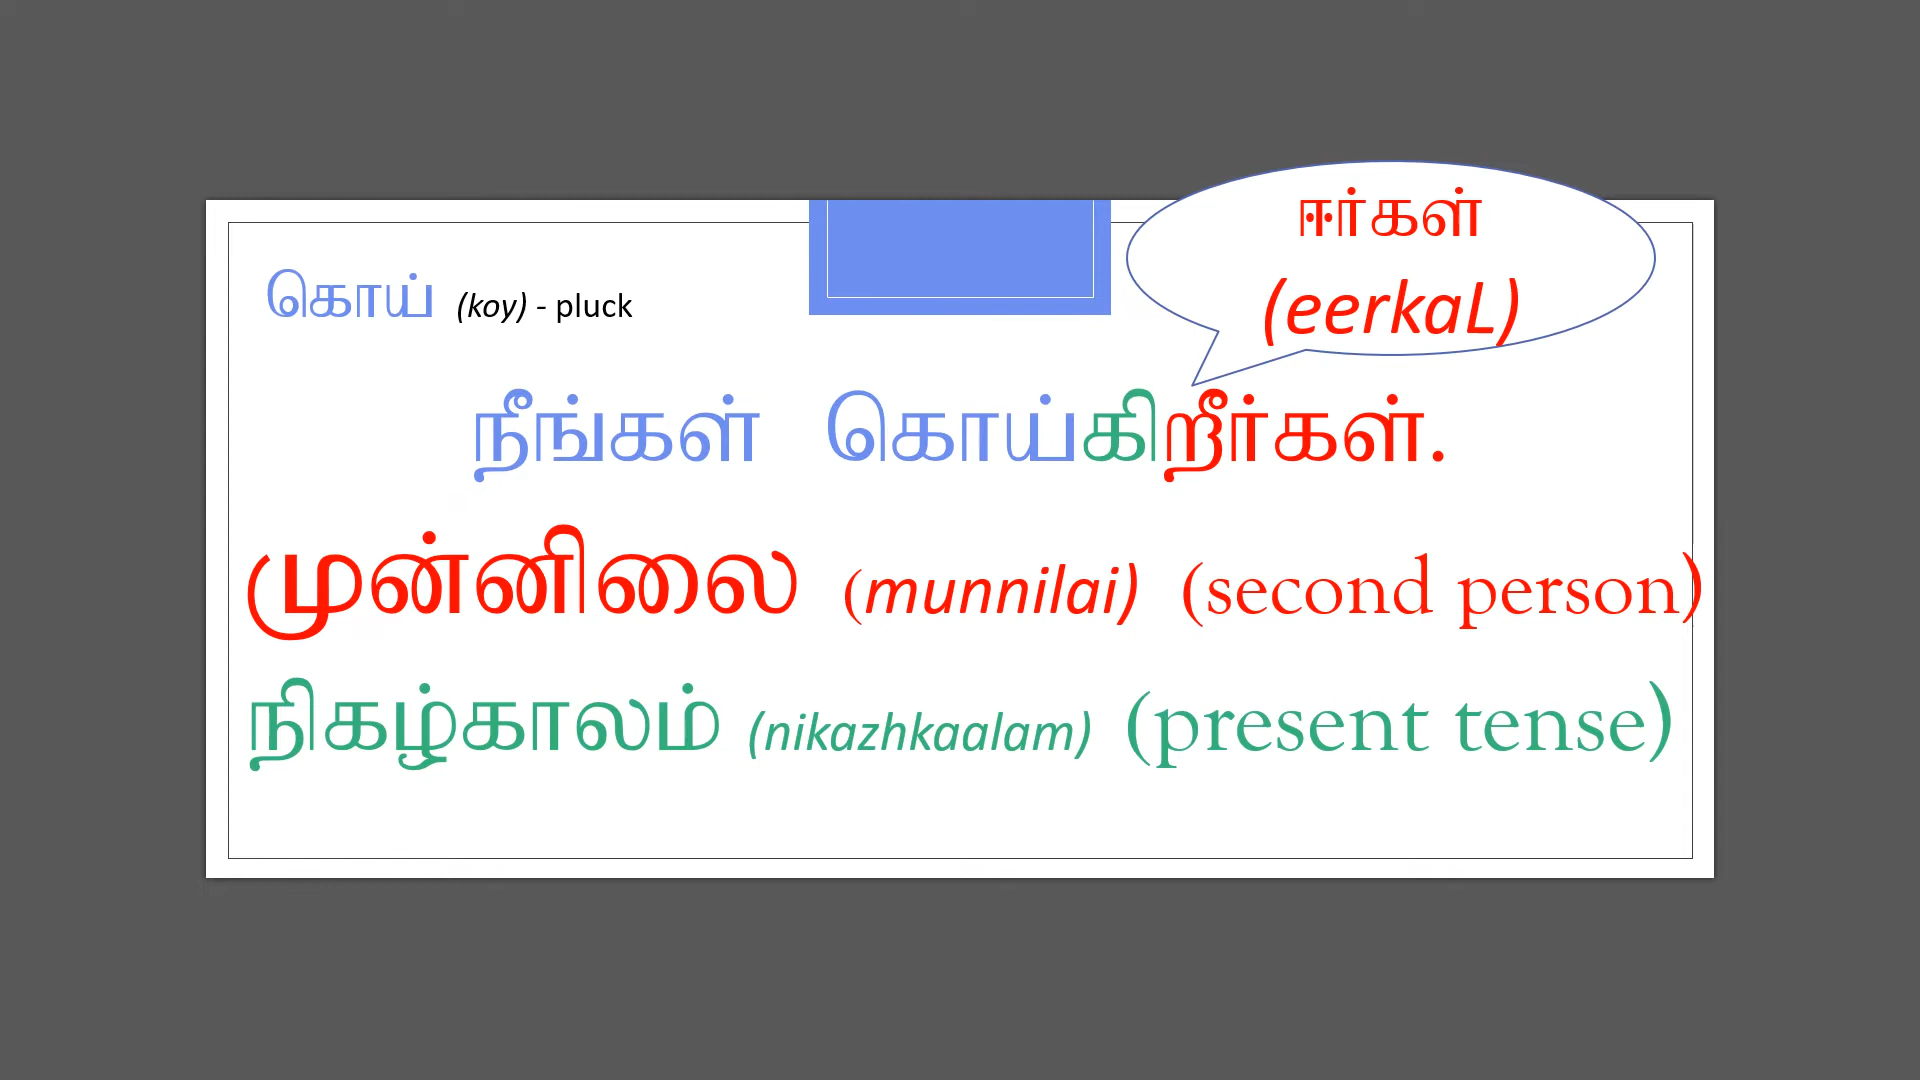 ஈர்கள்
(eerkaL)
கொய் (koy) - pluck
நீங்கள் கொய்கிறீர்கள்.
முன்னிலை (munnilai) (second person)
நிகழ்காலம் (nikazhkaalam) (present tense)